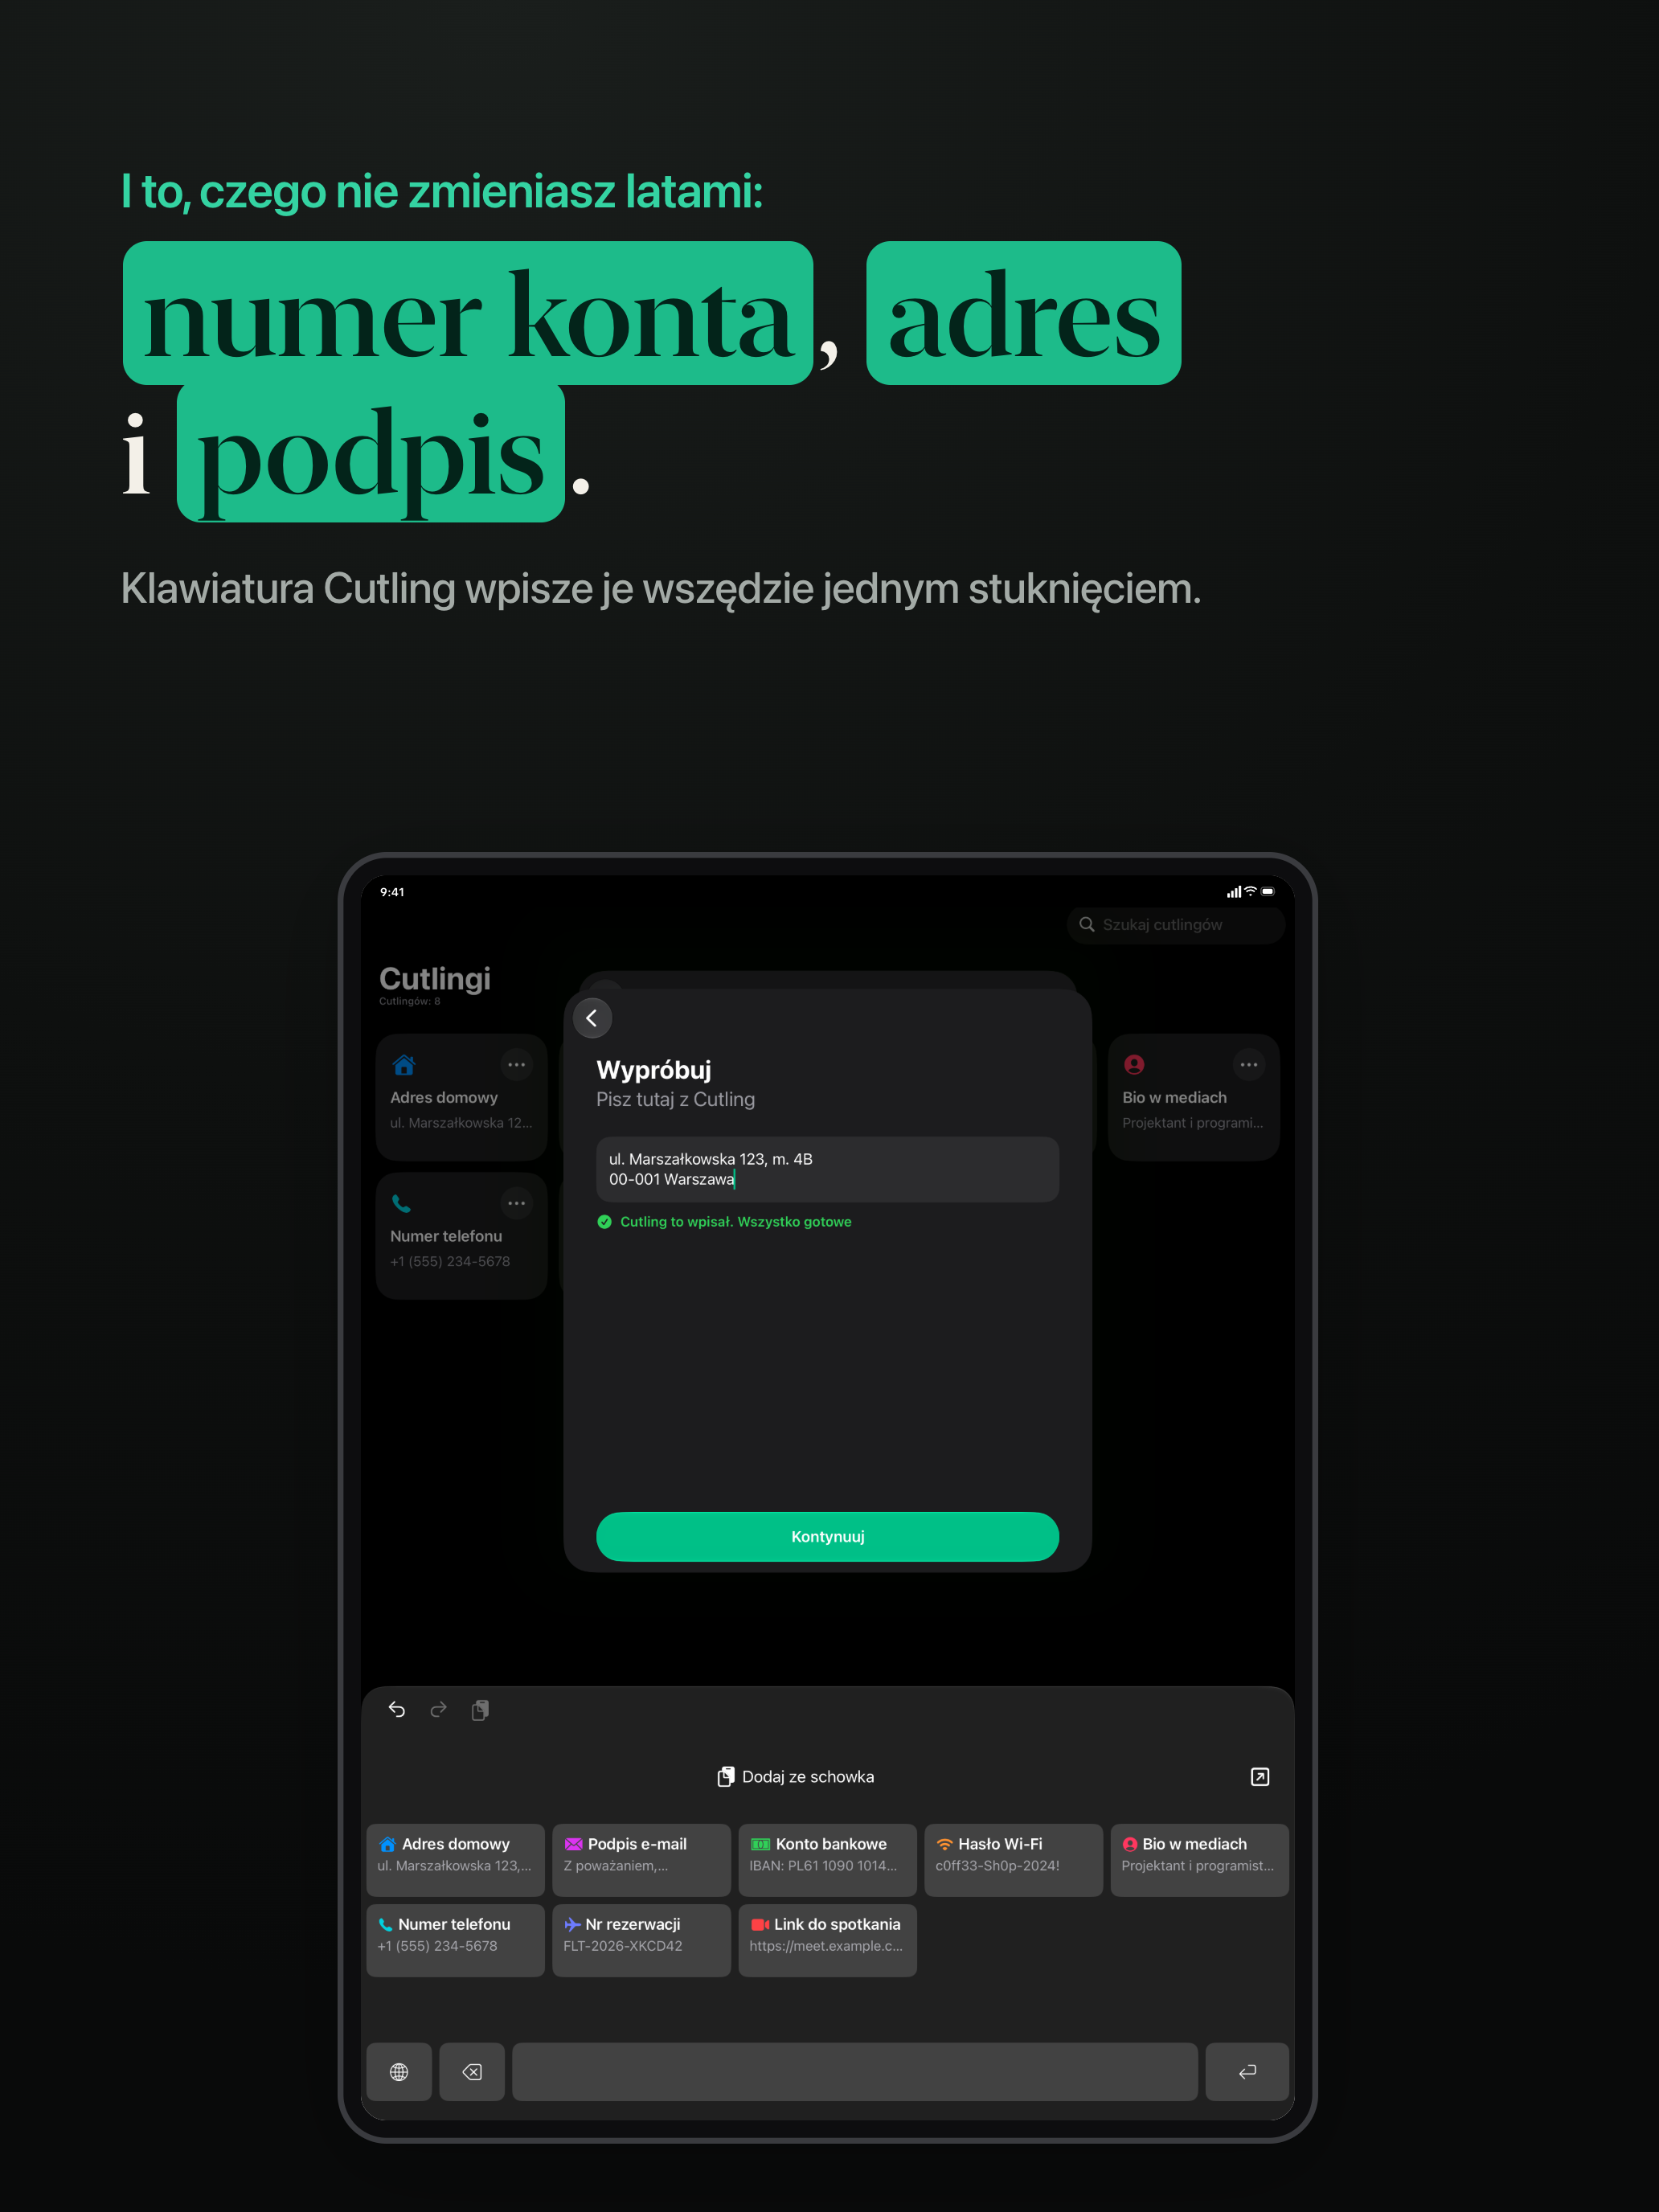 I to, czego nie zmieniasz latami:
numer konta, adres
i podpis.
Klawiatura Cutling wpisze je wszędzie jednym stuknięciem.
9:41
Szukaj cutlingów
Cutlingi
Cutlingów: 8
Adres domowy
ul. Marszałkowska 12...
Numer telefonu
+1 (555) 234-5678
Bio w mediach
Projektant i programi...
Wypróbuj
Pisz tutaj z Cutling
ul. Marszałkowska 123, m. 4B
00-001 Warszawa
Cutling to wpisał. Wszystko gotowe
Kontynuuj
Dodaj ze schowka
Adres domowy
ul. Marszałkowska 123,...
Podpis e-mail
Z poważaniem,...
Konto bankowe
IBAN: PL61 1090 1014...
Hasło Wi-Fi
c0ff33-Sh0p-2024!
Bio w mediach
Projektant i programist...
Numer telefonu
+1 (555) 234-5678
Nr rezerwacji
FLT-2026-XKCD42
Link do spotkania
https://meet.example.c...